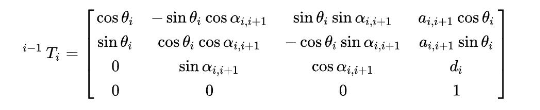 cos θ_i   − sin θ_i cos α_{i,i+1}   sin θ_i sin α_{i,i+1}   a_{i,i+1} cos θ_i
^{i−1} T_i =   sin θ_i   cos θ_i cos α_{i,i+1}   − cos θ_i sin α_{i,i+1}   a_{i,i+1} sin θ_i
0   sin α_{i,i+1}   cos α_{i,i+1}   d_i
0   0   0   1